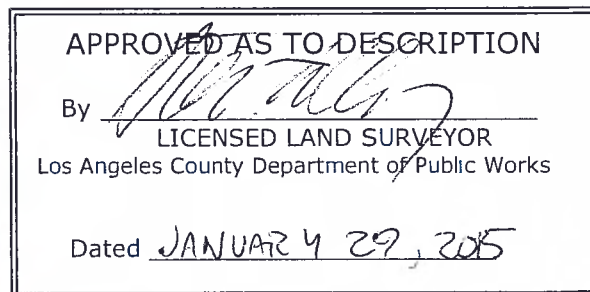 APPROVED AS TO DESCRIPTION
By
LICENSED LAND SURVEYOR
Los Angeles County Department of Public Works
Dated JANUARY 29, 2015